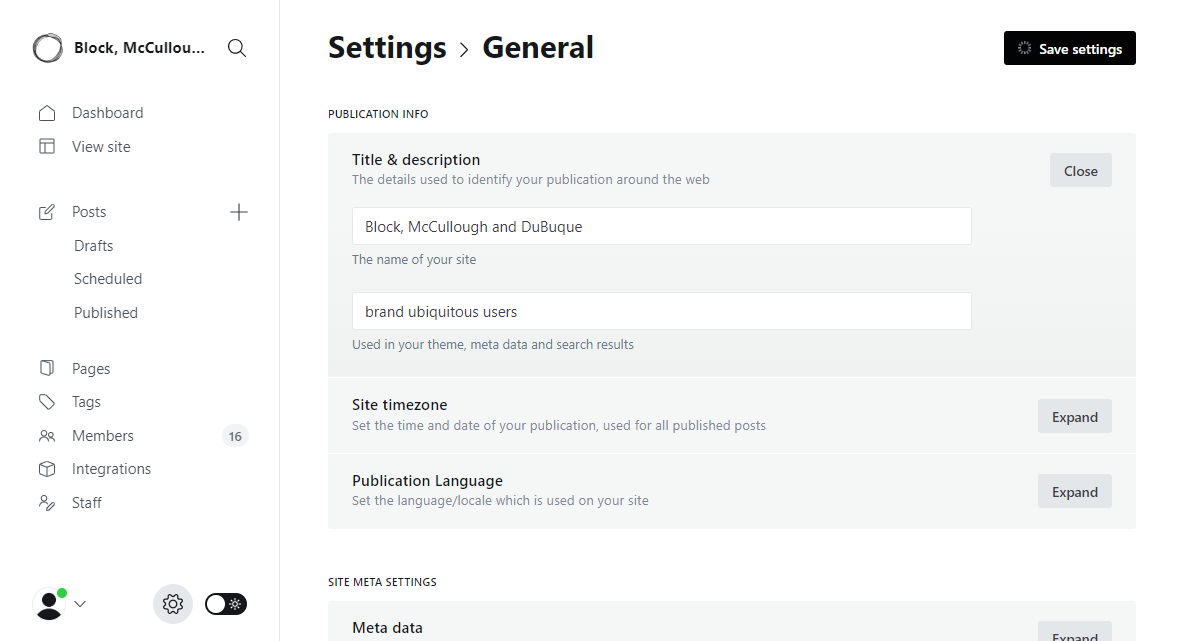 Block, McCullou...
Dashboard
View site
Posts
Drafts
Scheduled
Published
Pages
Tags
Members 16
Integrations
Staff
Settings > General
Save settings
PUBLICATION INFO
Title & description
The details used to identify your publication around the web
Close
Block, McCullough and DuBuque
The name of your site
brand ubiquitous users
Used in your theme, meta data and search results
Site timezone
Set the time and date of your publication, used for all published posts
Expand
Publication Language
Set the language/locale which is used on your site
Expand
SITE META SETTINGS
Meta data
Expand